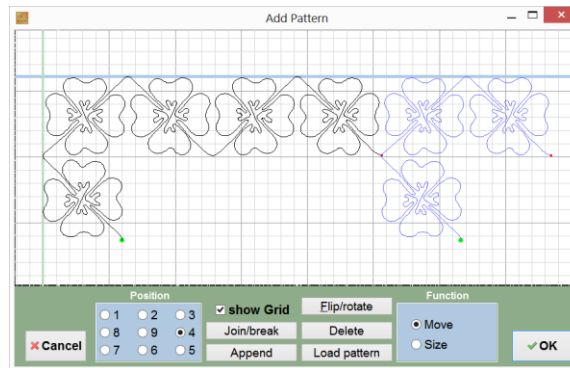 Add Pattern
Position
Function
1 2 3
8 9 4
7 6 5
show Grid
Flip/rotate
Join/break
Delete
Append
Load pattern
Move
Size
Cancel
OK